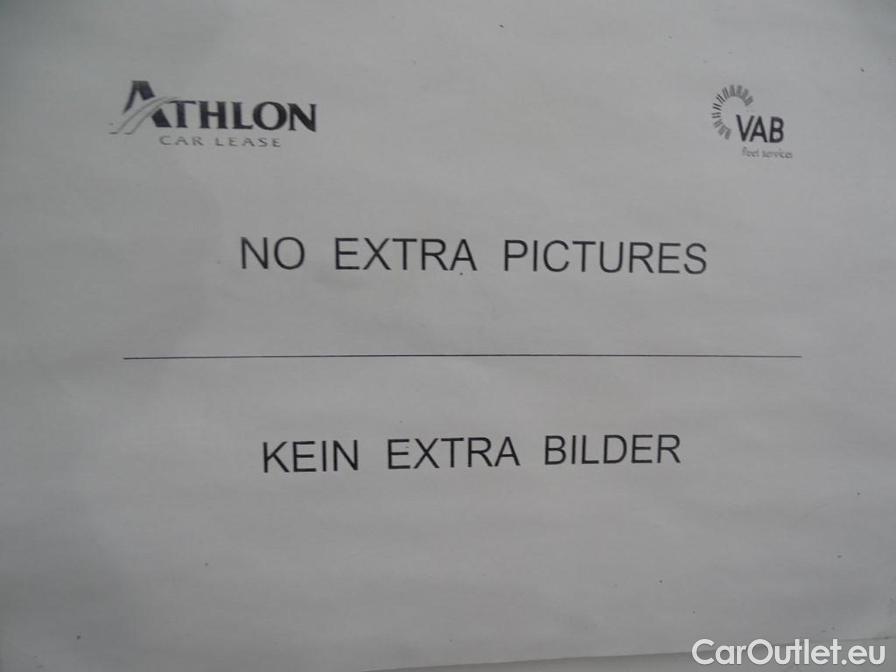 ATHLON
CAR LEASE
VAB
fleet services
NO EXTRA PICTURES
KEIN EXTRA BILDER
CarOutlet.eu